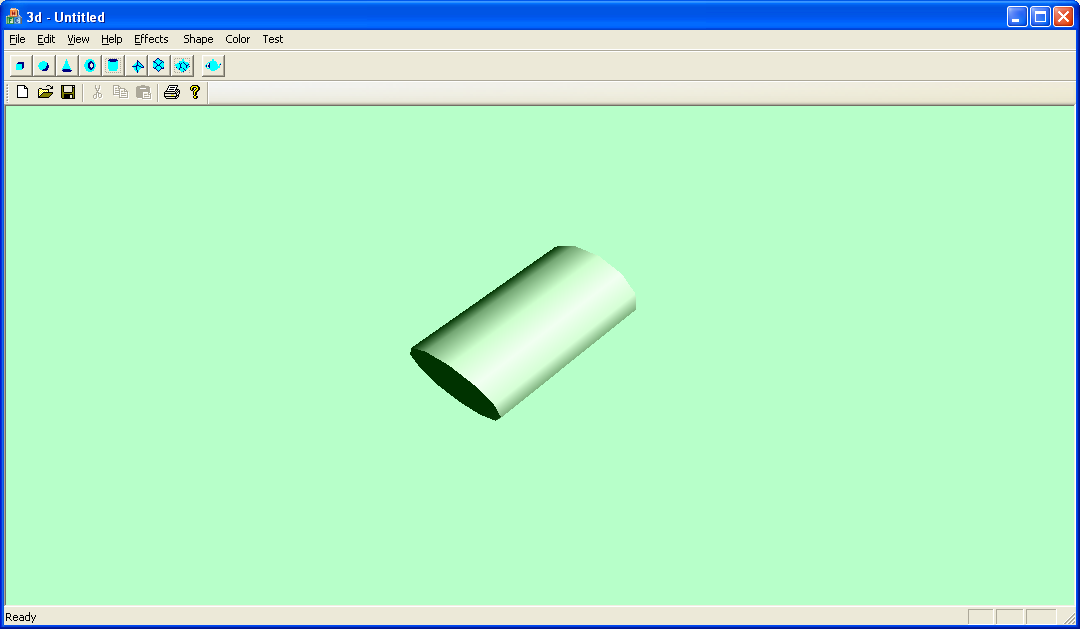 3d - Untitled
File Edit View Help Effects Shape Color Test
Ready